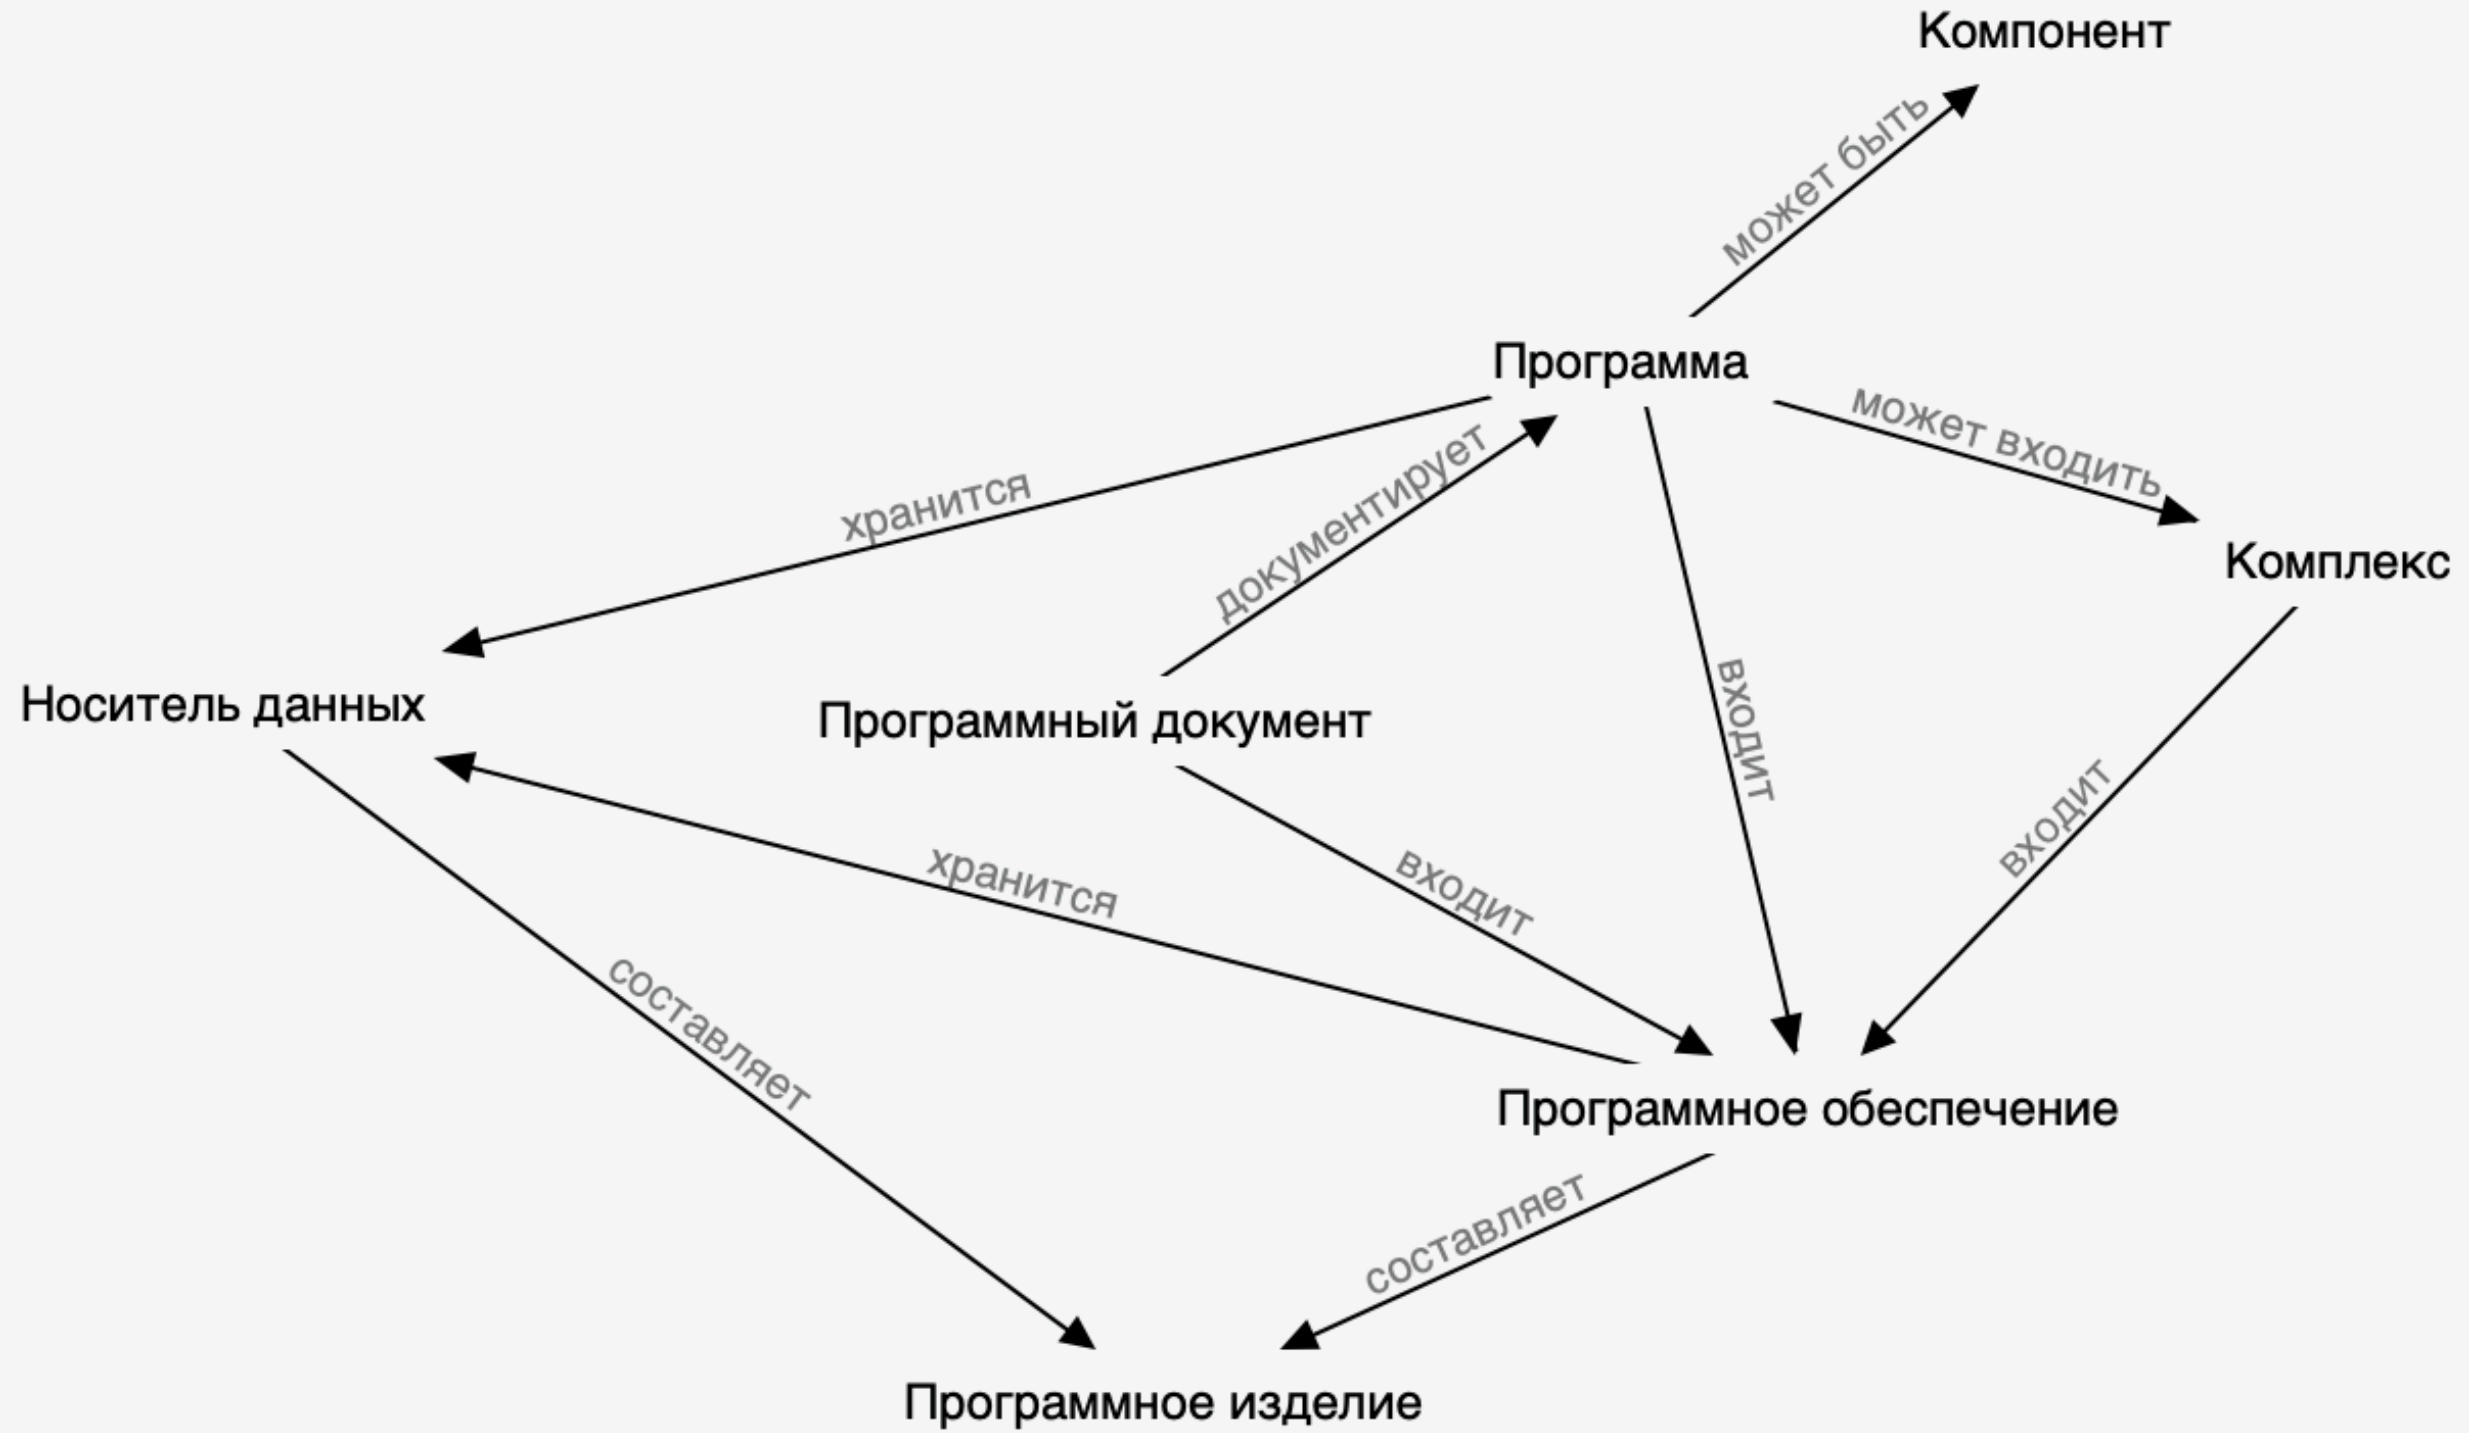 Компонент
может быть
Программа
может входить
хранится
документирует
Комплекс
входит
Носитель данных
Программный документ
входит
хранится
входит
составляет
Программное обеспечение
составляет
Программное изделие